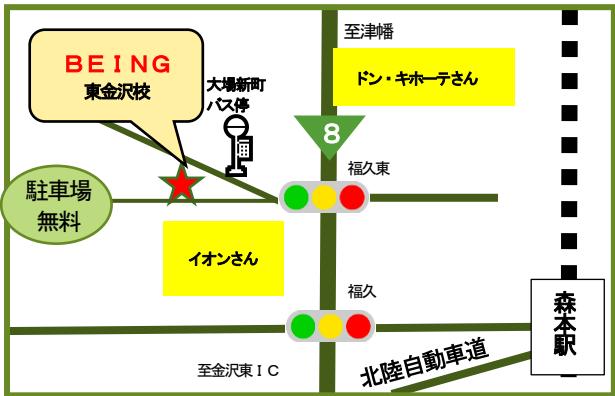 至津幡
BEING
東金沢校
ドン・キホーテさん
大場新町
バス停
8
福久東
駐車場
無料
イオンさん
福久
森本駅
北陸自動車道
至金沢東IC